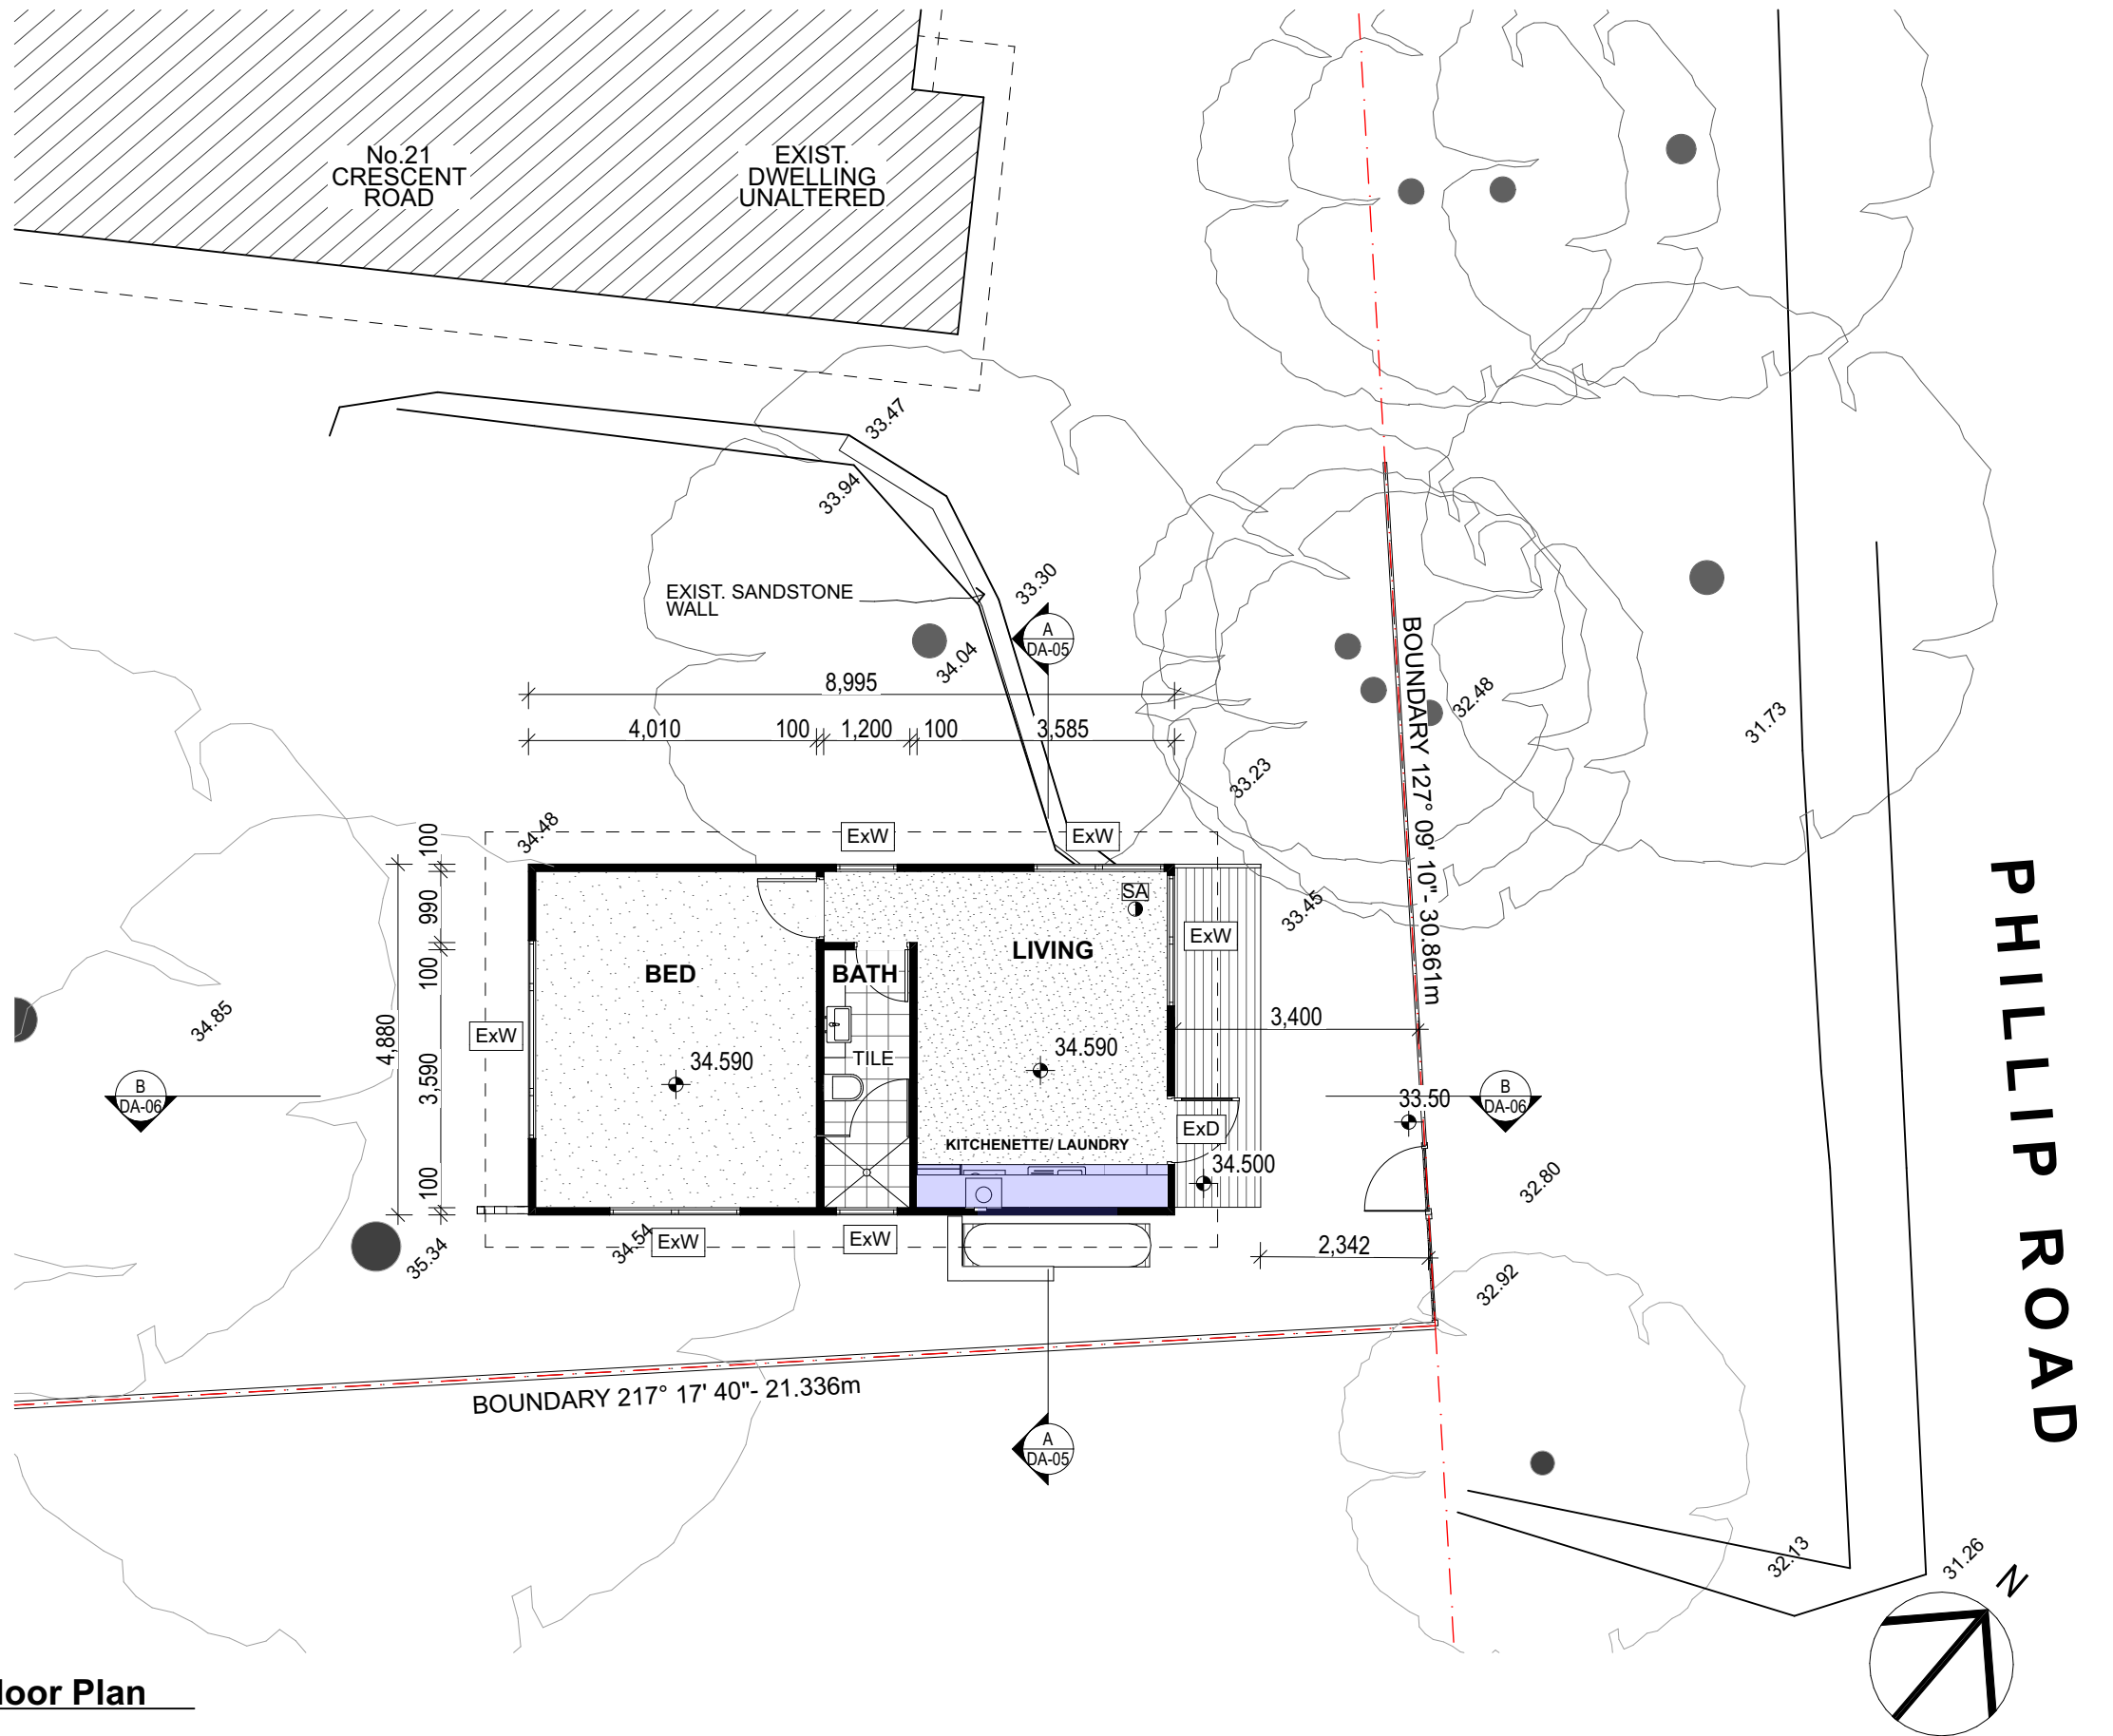 No.21
CRESCENT
ROAD
EXIST.
DWELLING
UNALTERED
33.47
33.94
EXIST. SANDSTONE
WALL
33.30
34.04
A
DA-05
8,995
4,010
100
1,200
100
3,585
BOUNDARY 127° 09' 10"- 30.861m
32.48
31.73
33.23
33.45
34.48
ExW
ExW
SA
ExW
100
990
100
3,590
100
4,880
34.85
ExW
BED
BATH
LIVING
34.590
TILE
34.590
KITCHENETTE/ LAUNDRY
3,400
B
DA-06
33.50
B
DA-06
ExD
34.500
32.80
35.34
34.54
ExW
ExW
2,342
32.92
BOUNDARY 217° 17' 40"- 21.336m
A
DA-05
PHILLIP ROAD
32.13
31.26
N
loor Plan